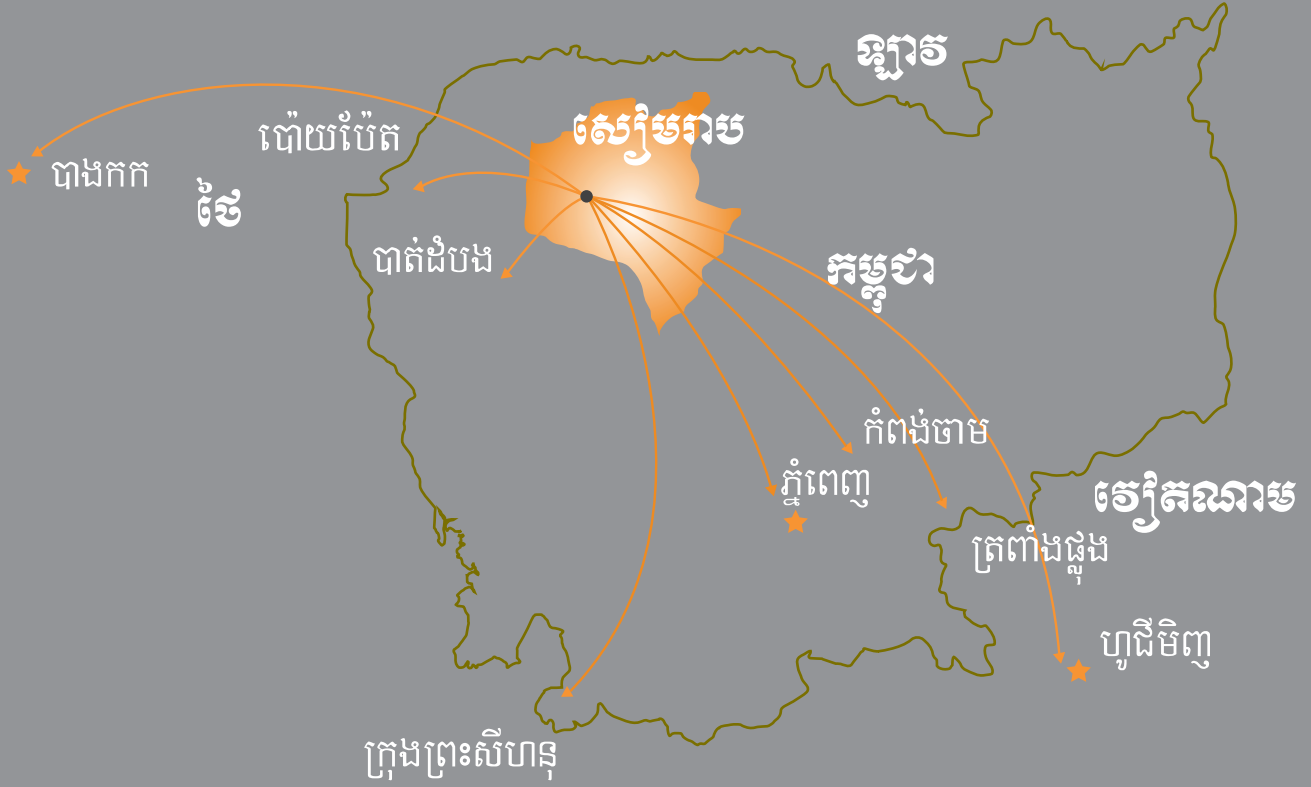 ឡាវ
សៀមរាប
ប៉ោយប៉ែត
បាងកក
ថៃ
បាត់ដំបង
កម្ពុជា
កំពង់ចាម
ភ្នំពេញ
វៀតណាម
ត្រពាំងផ្លុង
ហូជីមិញ
ក្រុងព្រះសីហនុ